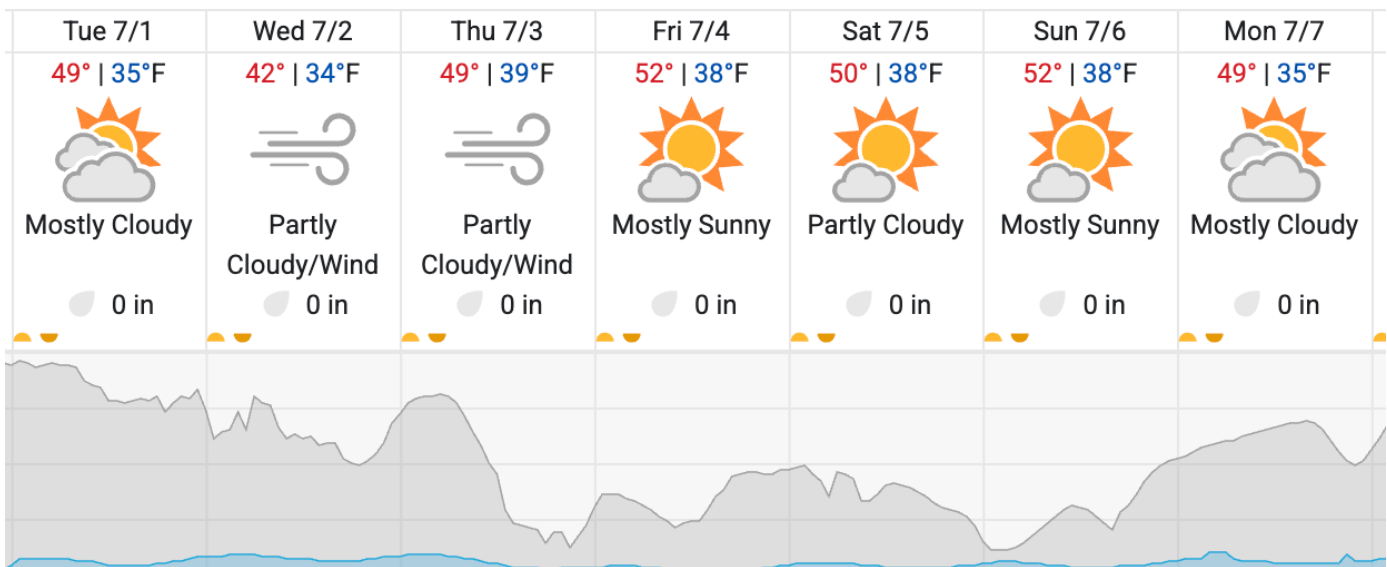 Tue 7/1 Wed 7/2 Thu 7/3 Fri 7/4 Sat 7/5 Sun 7/6 Mon 7/7
49° | 35°F 42° | 34°F 49° | 39°F 52° | 38°F 50° | 38°F 52° | 38°F 49° | 35°F
Mostly Cloudy Partly Partly Mostly Sunny Partly Cloudy Mostly Sunny Mostly Cloudy
Cloudy/Wind Cloudy/Wind
0 in 0 in 0 in 0 in 0 in 0 in 0 in